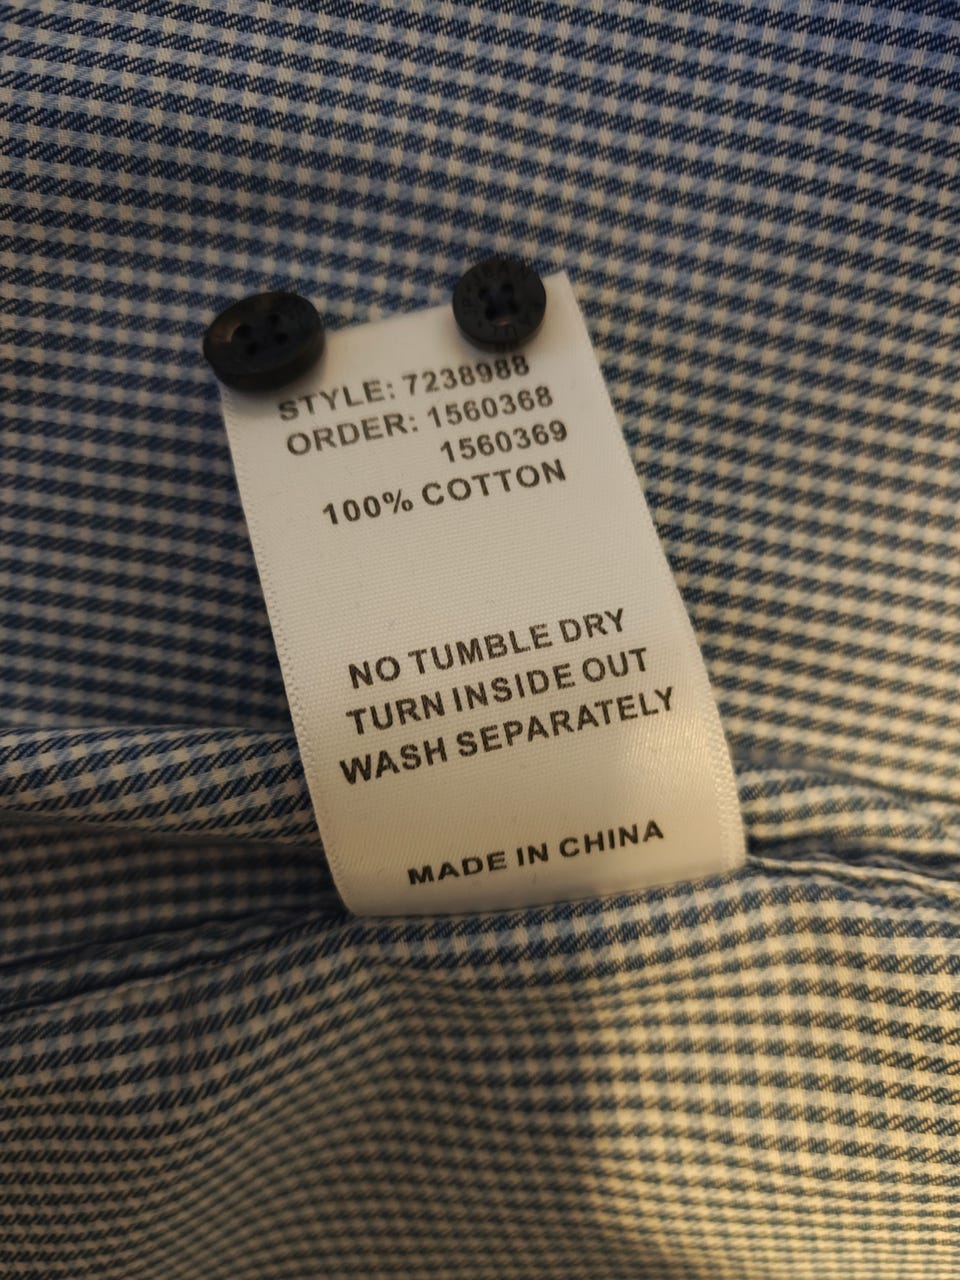 STYLE: 7238988
ORDER: 1560368
1560369
100% COTTON
NO TUMBLE DRY
TURN INSIDE OUT
WASH SEPARATELY
MADE IN CHINA